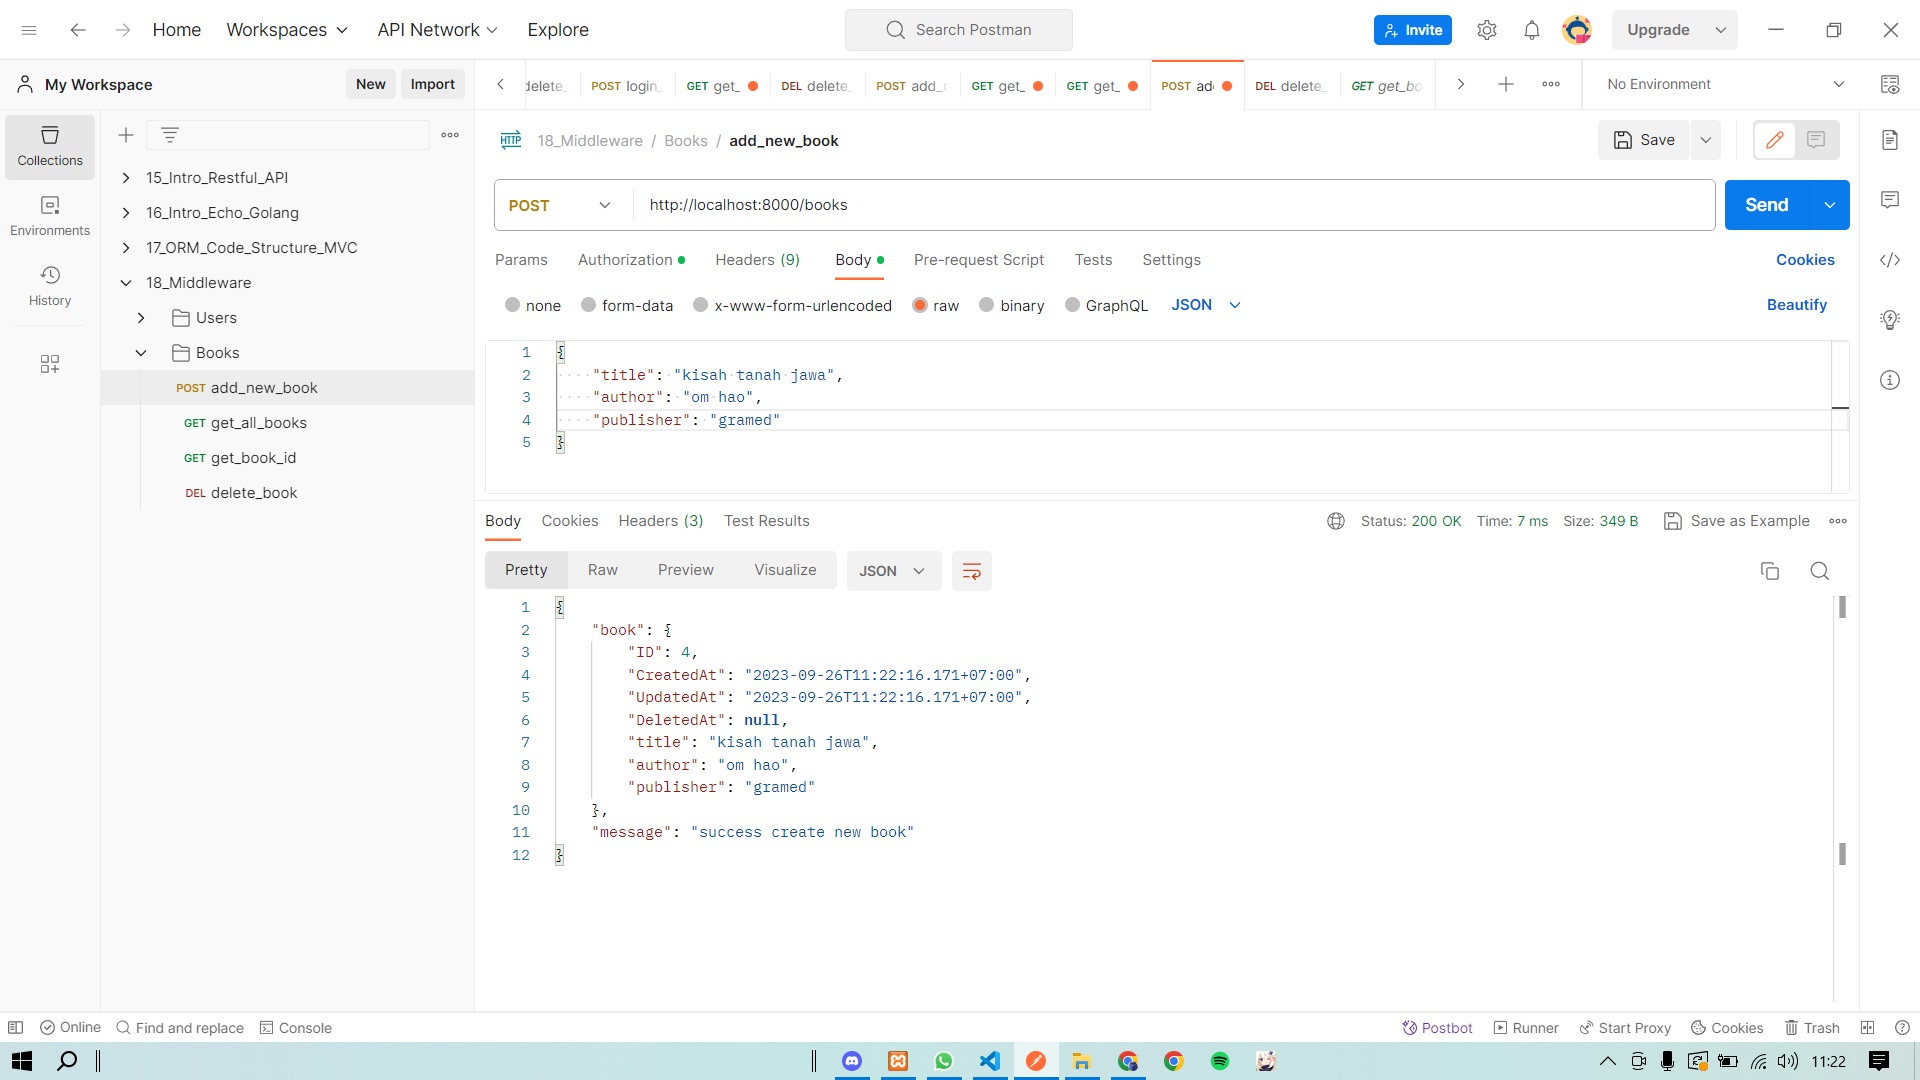 Home Workspaces API Network Explore Search Postman Invite Upgrade
My Workspace New Import delete_ POST login_ GET get_ DEL delete_ POST add_r GET get_ GET get_ POST ad DEL delete_ GET get_bo No Environment
Collections
Environments
History
15_Intro_Restful_API
16_Intro_Echo_Golang
17_ORM_Code_Structure_MVC
18_Middleware
Users
Books
POST add_new_book
GET get_all_books
GET get_book_id
DEL delete_book
HTTP 18_Middleware / Books / add_new_book Save
POST http://localhost:8000/books Send
Params Authorization Headers (9) Body Pre-request Script Tests Settings Cookies
none form-data x-www-form-urlencoded raw binary GraphQL JSON Beautify
1 {
2 "title": "kisah tanah jawa",
3 "author": "om hao",
4 "publisher": "gramed"
5 }
Body Cookies Headers (3) Test Results Status: 200 OK Time: 7 ms Size: 349 B Save as Example
Pretty Raw Preview Visualize JSON
1 {
2 "book": {
3 "ID": 4,
4 "CreatedAt": "2023-09-26T11:22:16.171+07:00",
5 "UpdatedAt": "2023-09-26T11:22:16.171+07:00",
6 "DeletedAt": null,
7 "title": "kisah tanah jawa",
8 "author": "om hao",
9 "publisher": "gramed"
10 },
11 "message": "success create new book"
12 }
Online Find and replace Console Postbot Runner Start Proxy Cookies Trash
11:22